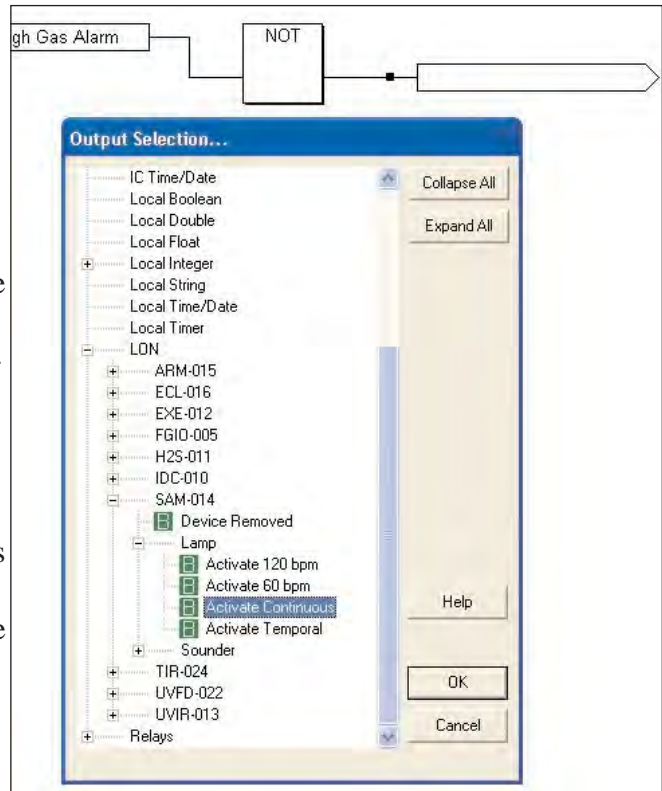 gh Gas Alarm
NOT
Output Selection...
IC Time/Date
Local Boolean
Local Double
Local Float
Local Integer
Local String
Local Time/Date
Local Timer
LON
ARM-015
ECL-016
EXE-012
FGIO-005
H2S-011
IDC-010
SAM-014
Device Removed
Lamp
Activate 120 bpm
Activate 60 bpm
Activate Continuous
Activate Temporal
Sounder
TIR-024
UVFD-022
UVIR-013
Relays
Collapse All
Expand All
Help
OK
Cancel